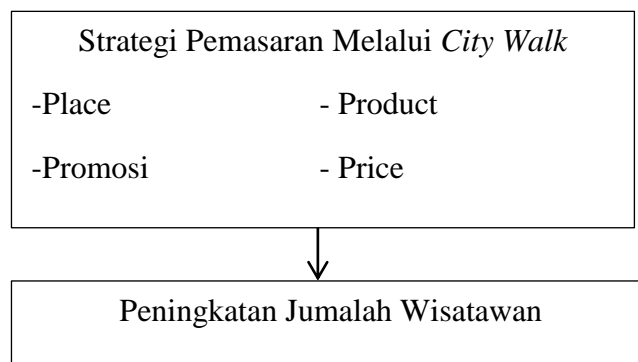 Strategi Pemasaran Melalui City Walk
-Place - Product
-Promosi - Price
Peningkatan Jumalah Wisatawan